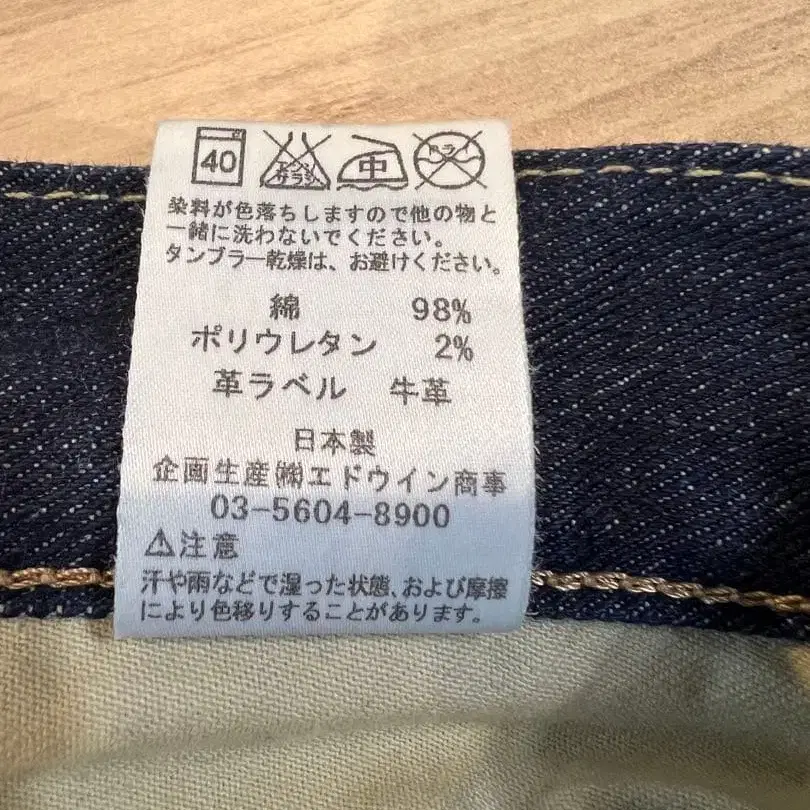 40 エンソ サラシ 中 ドライ
染料が色落ちしますので他の物と
一緒に洗わないでください。
タンブラー乾燥は、お避けください。
綿 98%
ポリウレタン 2%
革ラベル 牛革
日本製
企画生産㈱エドウイン商事
03-5604-8900
⚠注意
汗や雨などで湿った状態、および摩擦
により色移りすることがあります。